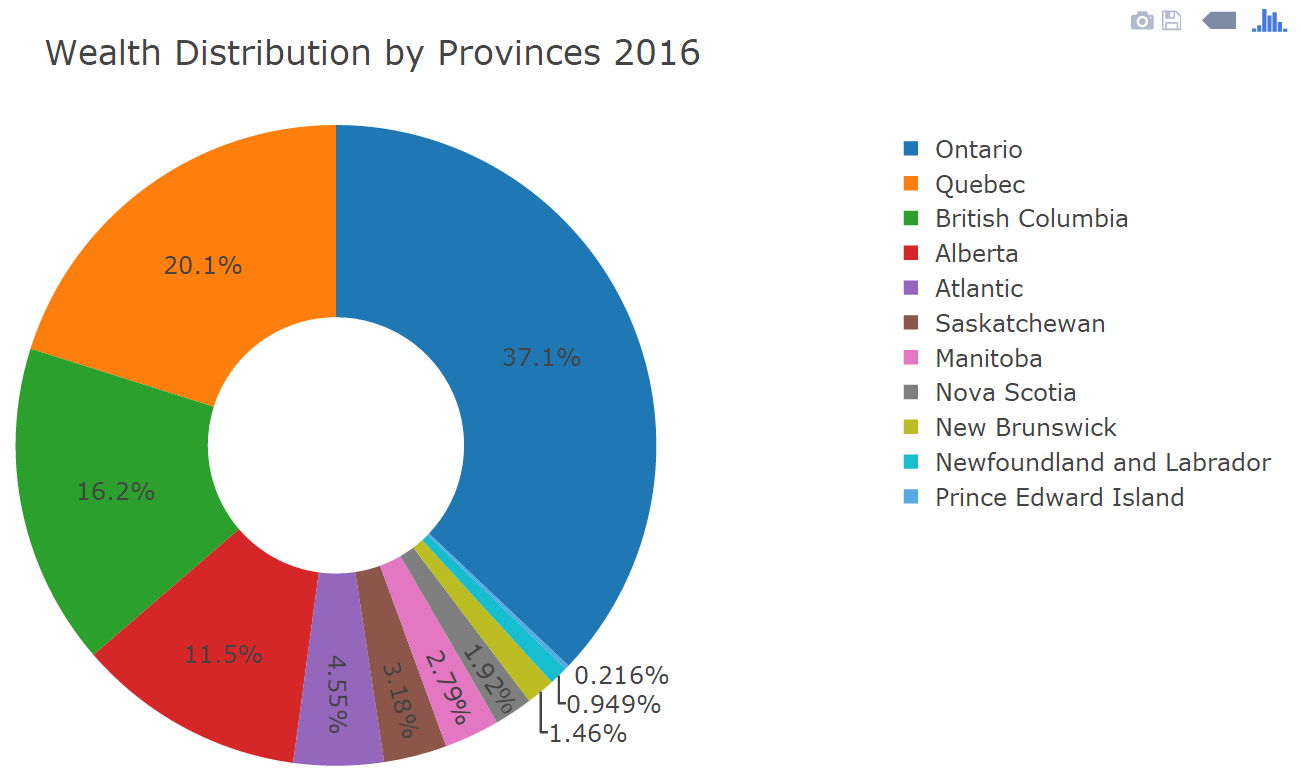 Wealth Distribution by Provinces 2016
37.1%
20.1%
16.2%
11.5%
4.55%
3.18%
2.79%
1.92%
1.46%
0.949%
0.216%
Ontario
Quebec
British Columbia
Alberta
Atlantic
Saskatchewan
Manitoba
Nova Scotia
New Brunswick
Newfoundland and Labrador
Prince Edward Island